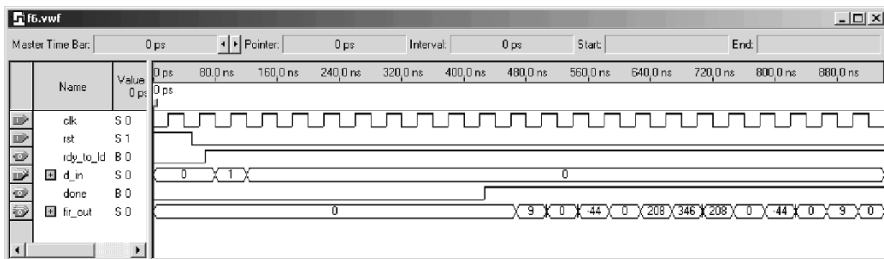 f6.vwf
Master Time Bar: 0 ps Pointer: 0 ps Interval: 0 ps Start: End:
Name Value 0 ps 0 ps 80.0 ns 160.0 ns 240.0 ns 320.0 ns 400.0 ns 480.0 ns 560.0 ns 640.0 ns 720.0 ns 800.0 ns 880.0 ns
0 ps
clk S 0
rst S 1
rdy_to_ld B 0
d_in S 0 0 1 0
done B 0
fir_out S 0 0 9 0 -44 0 208 346 208 0 -44 0 9 0